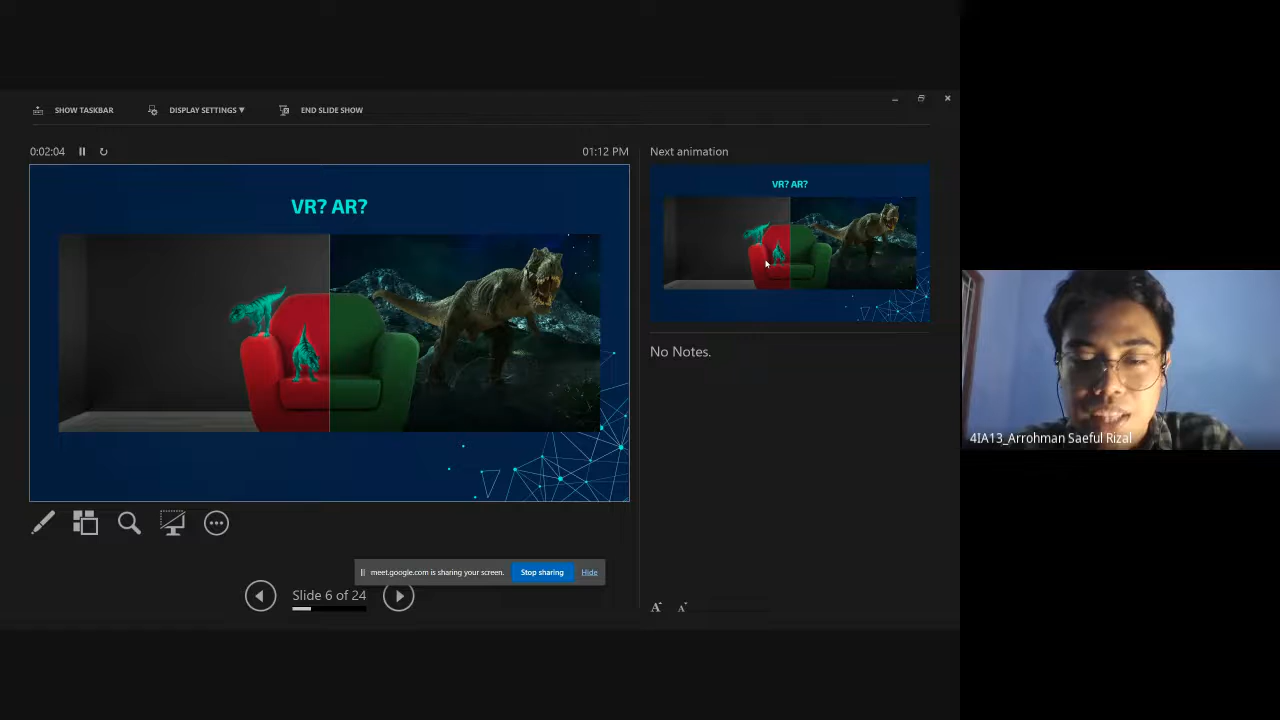 SHOW TASKBAR
DISPLAY SETTINGS ▼
END SLIDE SHOW
0:02:04
01:12 PM
VR? AR?
Next animation
VR? AR?
No Notes.
meet.google.com is sharing your screen.
Stop sharing
Hide
Slide 6 of 24
A
A
4IA13_Arrohman Saeful Rizal